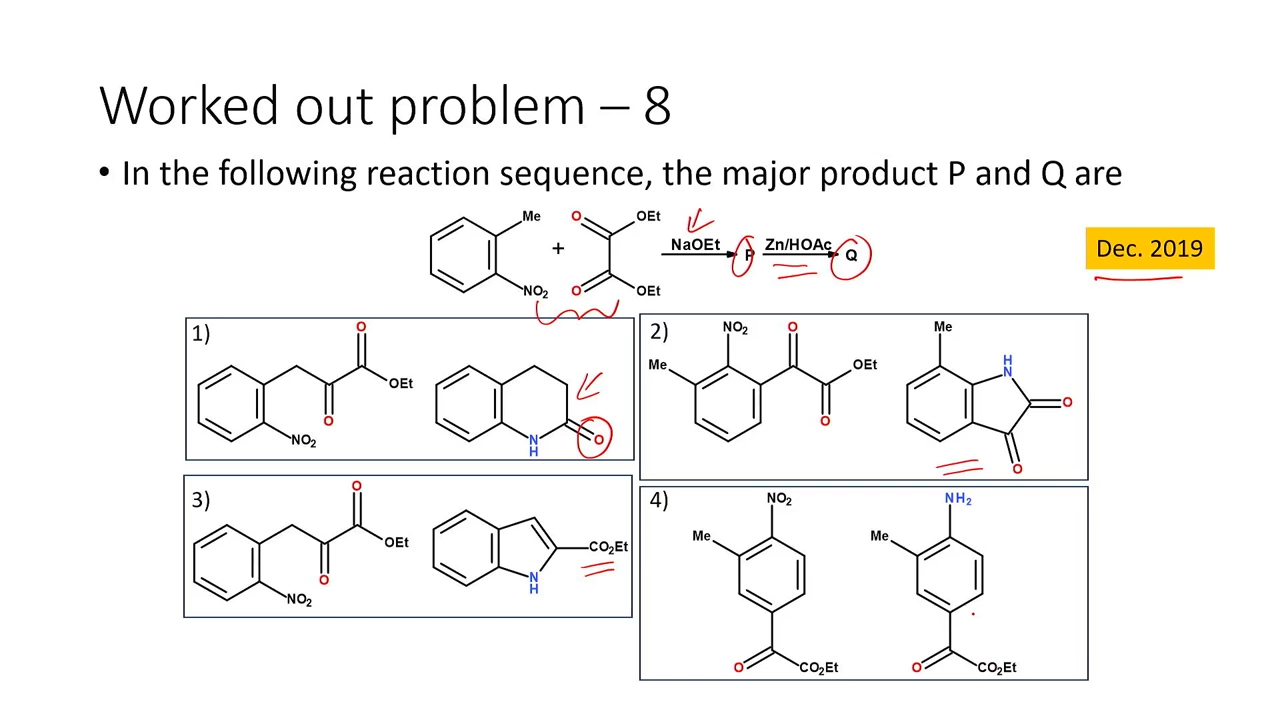 Worked out problem – 8
• In the following reaction sequence, the major product P and Q are
Me
NO2
+
O
O
OEt
OEt
NaOEt
P
Zn/HOAc
Q
Dec. 2019
1)
O
OEt
O
NO2
N
H
O
2)
NO2
O
Me
OEt
O
Me
H
N
O
O
3)
O
OEt
O
NO2
CO2Et
N
H
4)
NO2
Me
O
CO2Et
NH2
Me
O
CO2Et